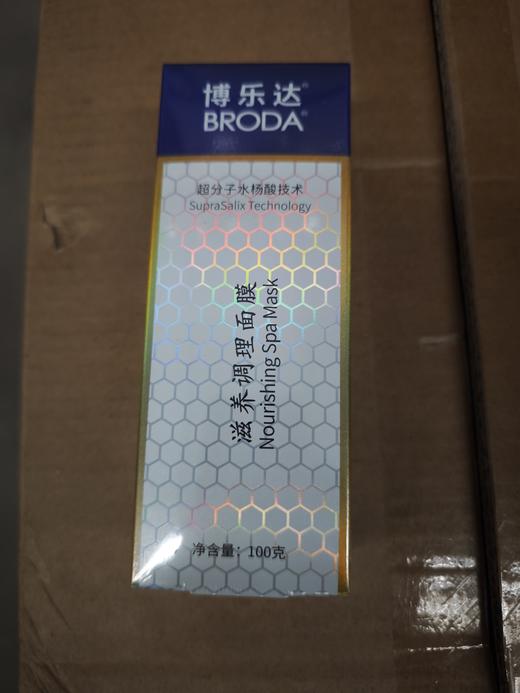 博乐达®
BRODA®
超分子水杨酸技术
SupraSalix Technology
滋养调理面膜
Nourishing Spa Mask
净含量：100克